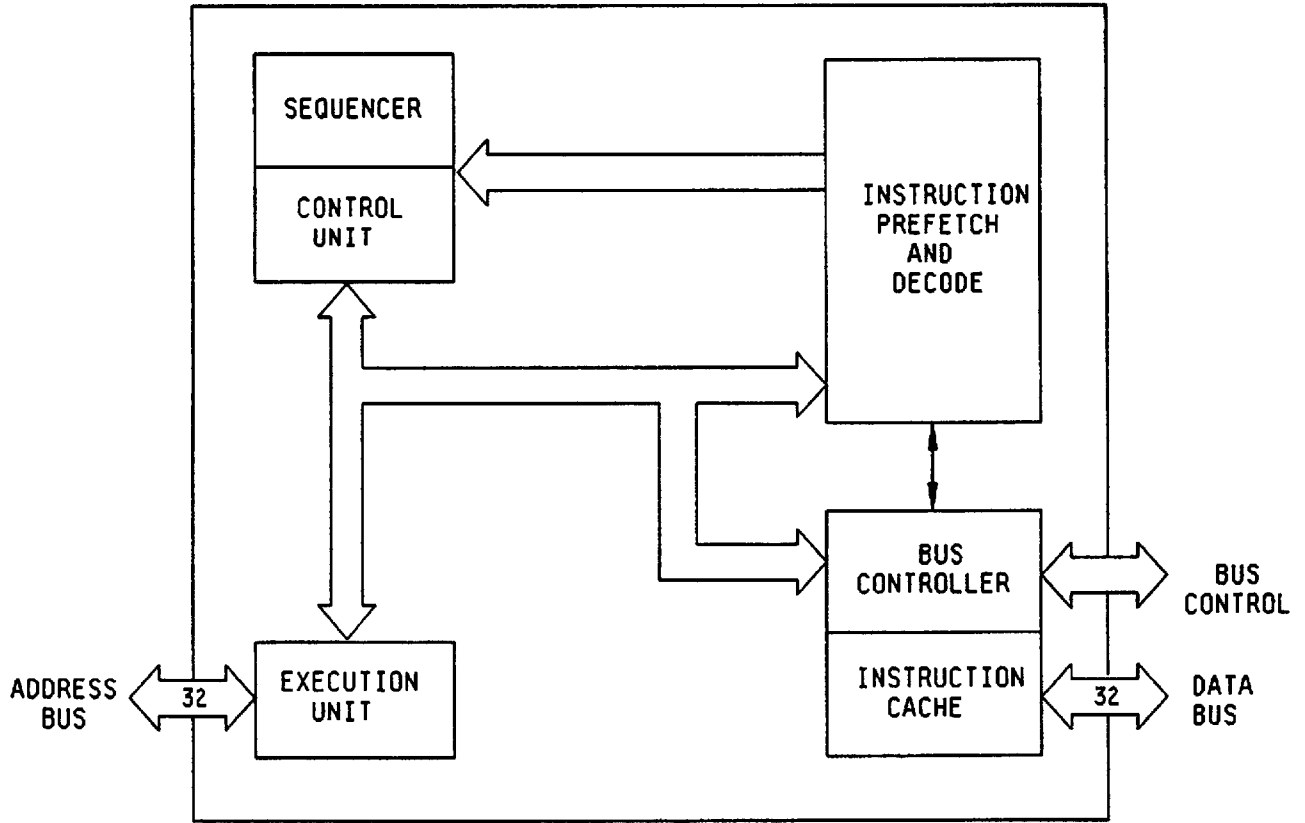 SEQUENCER
CONTROL
UNIT
INSTRUCTION
PREFETCH
AND
DECODE
BUS
CONTROLLER
BUS
CONTROL
ADDRESS
BUS
32
EXECUTION
UNIT
INSTRUCTION
CACHE
32
DATA
BUS